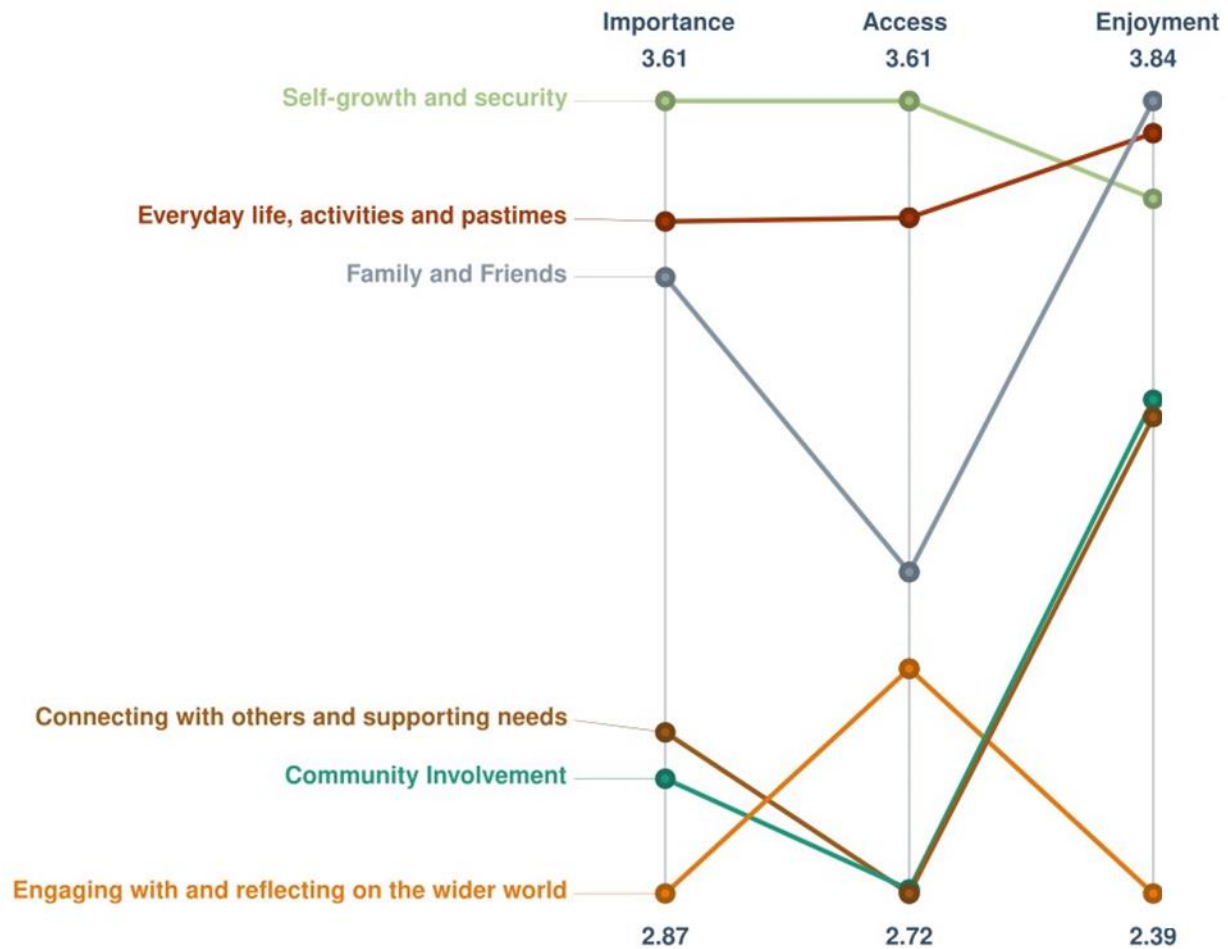 Importance Access Enjoyment
3.61 3.61 3.84
Self-growth and security
Everyday life, activities and pastimes
Family and Friends
Connecting with others and supporting needs
Community Involvement
Engaging with and reflecting on the wider world
2.87 2.72 2.39